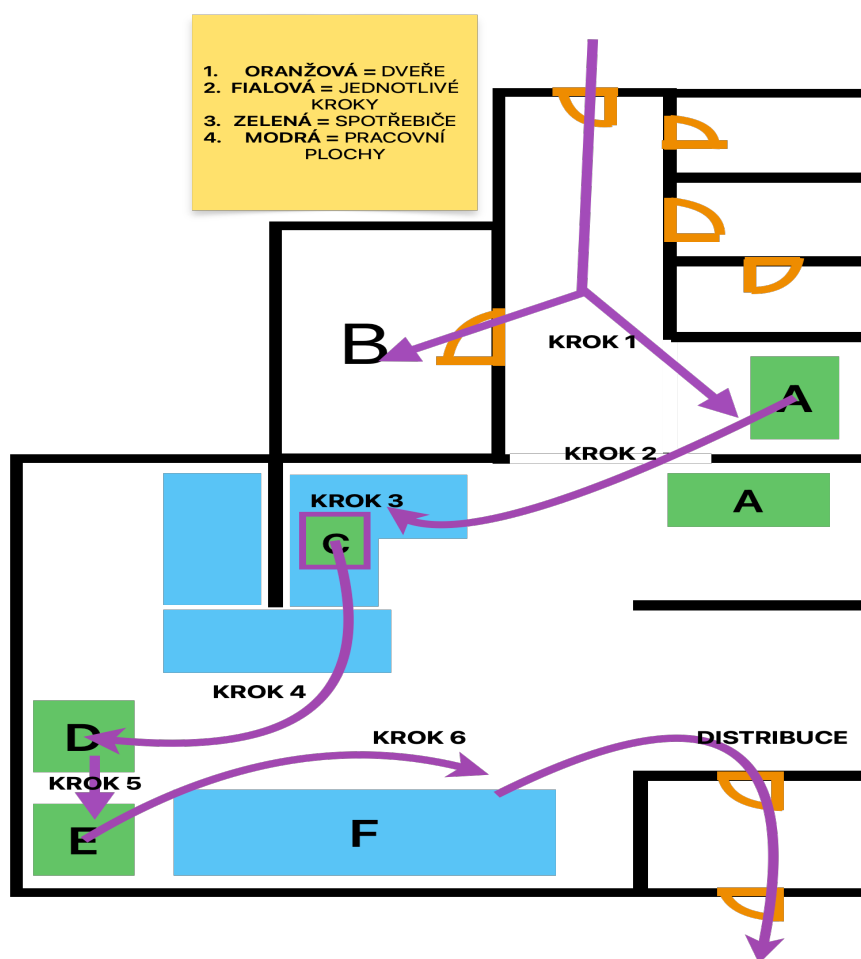 1. ORANŽOVÁ = DVEŘE
2. FIALOVÁ = JEDNOTLIVÉ
KROKY
3. ZELENÁ = SPOTŘEBIČE
4. MODRÁ = PRACOVNÍ
PLOCHY
B
KROK 1
A
KROK 2
KROK 3
A
C
KROK 4
D
KROK 6
DISTRIBUCE
KROK 5
E
F